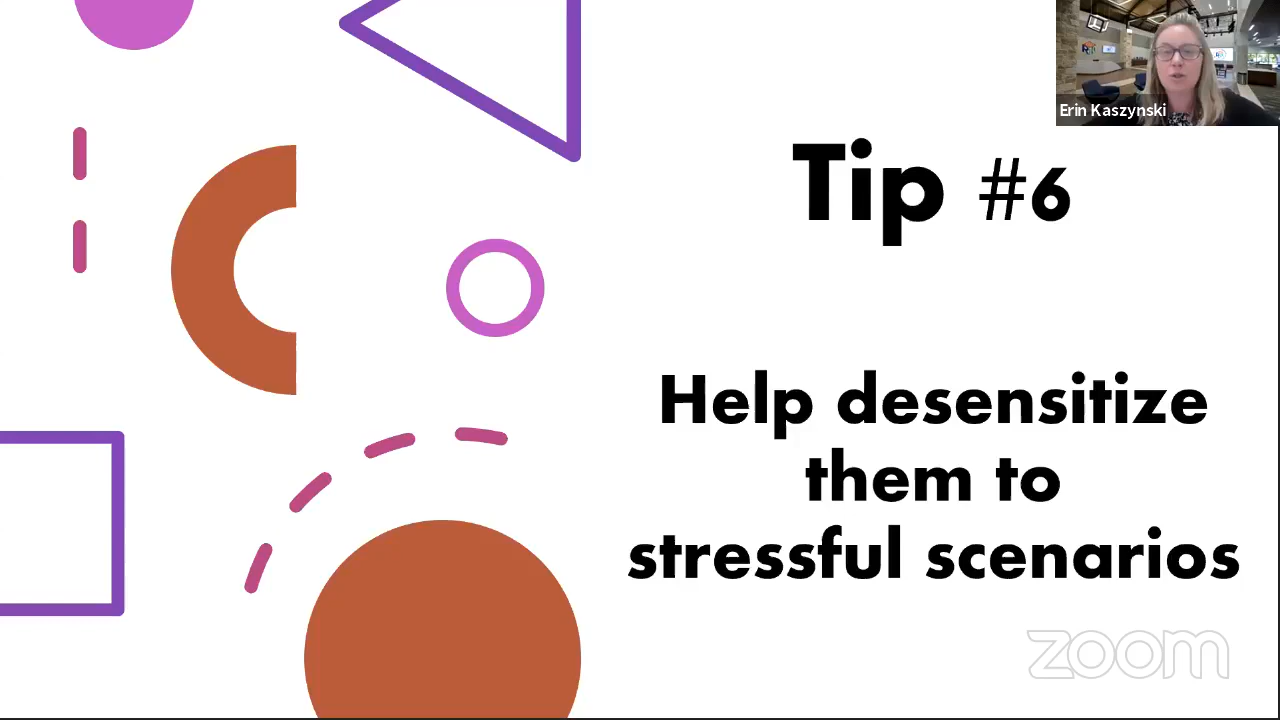 Erin Kaszynski
Tip #6
Help desensitize
them to
stressful scenarios
zoom